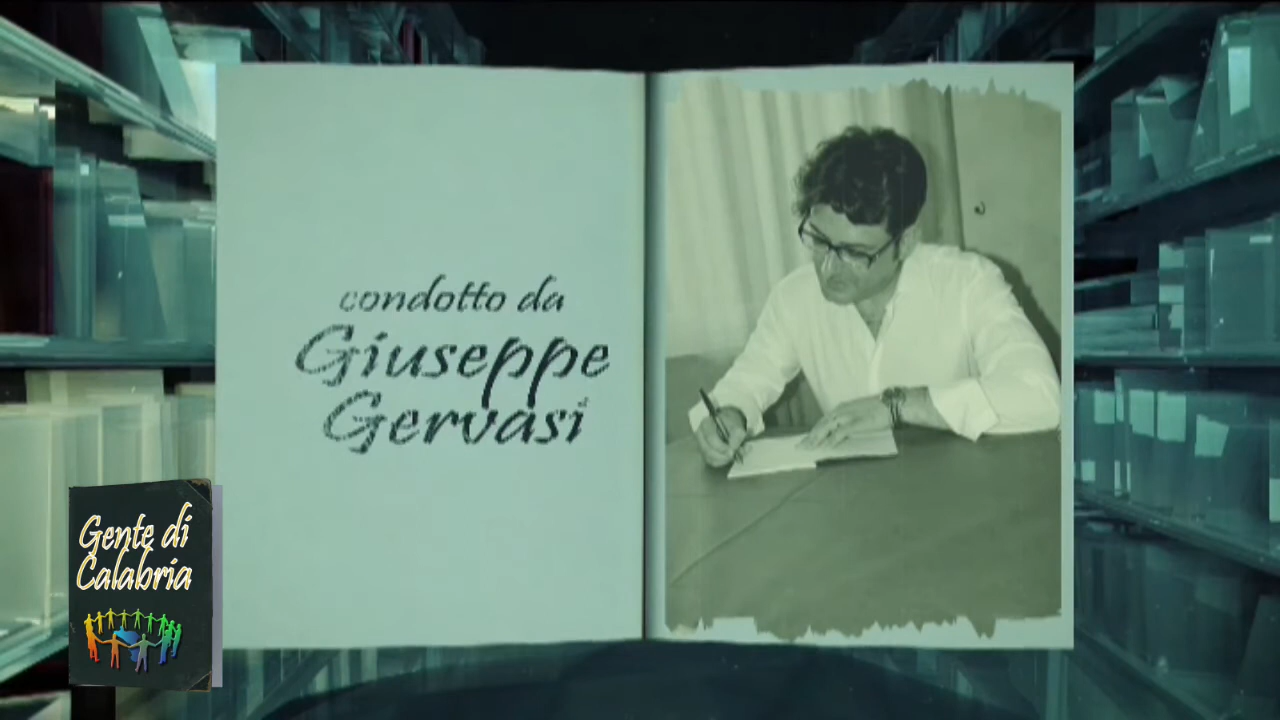 condotto da
Giuseppe
Gervasi
Gente di
Calabria